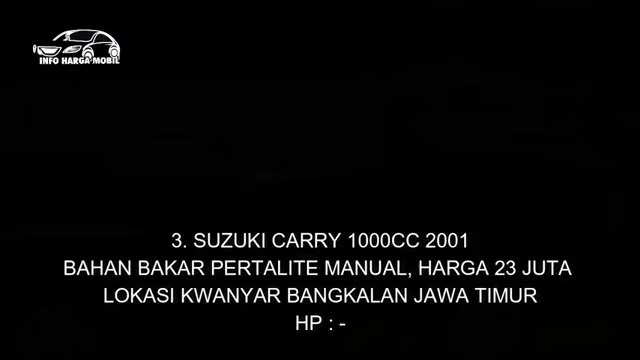 INFO HARGA MOBIL
3. SUZUKI CARRY 1000CC 2001
BAHAN BAKAR PERTALITE MANUAL, HARGA 23 JUTA
LOKASI KWANYAR BANGKALAN JAWA TIMUR
HP : -